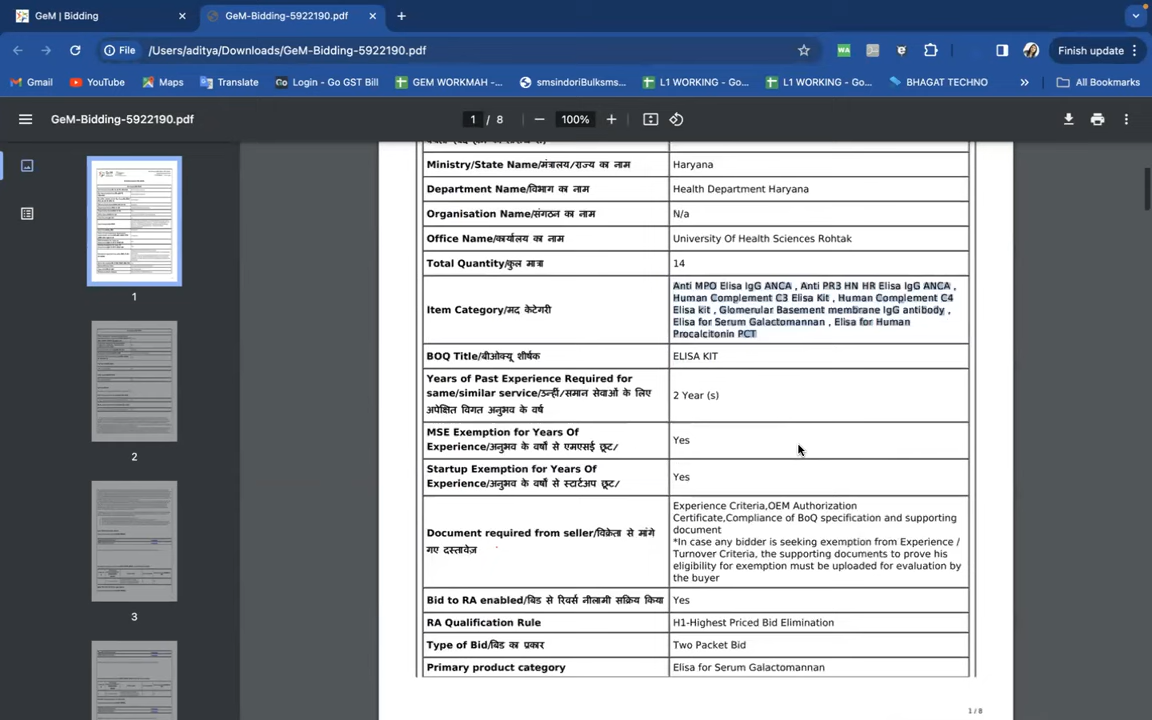 GeM | Bidding
GeM-Bidding-5922190.pdf
File
/Users/aditya/Downloads/GeM-Bidding-5922190.pdf
WA
Finish update
Gmail
YouTube
Maps
Translate
Login - Go GST Bill
GEM WORKMAH -...
smsindoriBulksms...
L1 WORKING - Go...
L1 WORKING - Go...
BHAGAT TECHNO
All Bookmarks
GeM-Bidding-5922190.pdf
1 / 8
100%
1
2
3
Ministry/State Name/मंत्रालय/राज्य का नाम
Haryana
Department Name/विभाग का नाम
Health Department Haryana
Organisation Name/संगठन का नाम
N/a
Office Name/कार्यालय का नाम
University Of Health Sciences Rohtak
Total Quantity/कुल मात्रा
14
Item Category/मद केटेगरी
Anti MPO Elisa IgG ANCA , Anti PR3 HN HR Elisa IgG ANCA ,
Human Complement C3 Elisa Kit , Human Complement C4
Elisa kit , Glomerular Basement membrane IgG antibody ,
Elisa for Serum Galactomannan , Elisa for Human
Procalcitonin PCT
BOQ Title/बीओक्यू शीर्षक
ELISA KIT
Years of Past Experience Required for
same/similar service/उन्हीं/समान सेवाओं के लिए
अपेक्षित विगत अनुभव के वर्ष
2 Year (s)
MSE Exemption for Years Of
Experience/अनुभव के वर्षों से एमएसई छूट/
Yes
Startup Exemption for Years Of
Experience/अनुभव के वर्षों से स्टार्टअप छूट/
Yes
Document required from seller/विक्रेता से मांगे
गए दस्तावेज़
Experience Criteria,OEM Authorization
Certificate,Compliance of BoQ specification and supporting
document
*In case any bidder is seeking exemption from Experience /
Turnover Criteria, the supporting documents to prove his
eligibility for exemption must be uploaded for evaluation by
the buyer
Bid to RA enabled/बिड से रिवर्स नीलामी सक्रिय किया
Yes
RA Qualification Rule
H1-Highest Priced Bid Elimination
Type of Bid/बिड का प्रकार
Two Packet Bid
Primary product category
Elisa for Serum Galactomannan
1 / 8